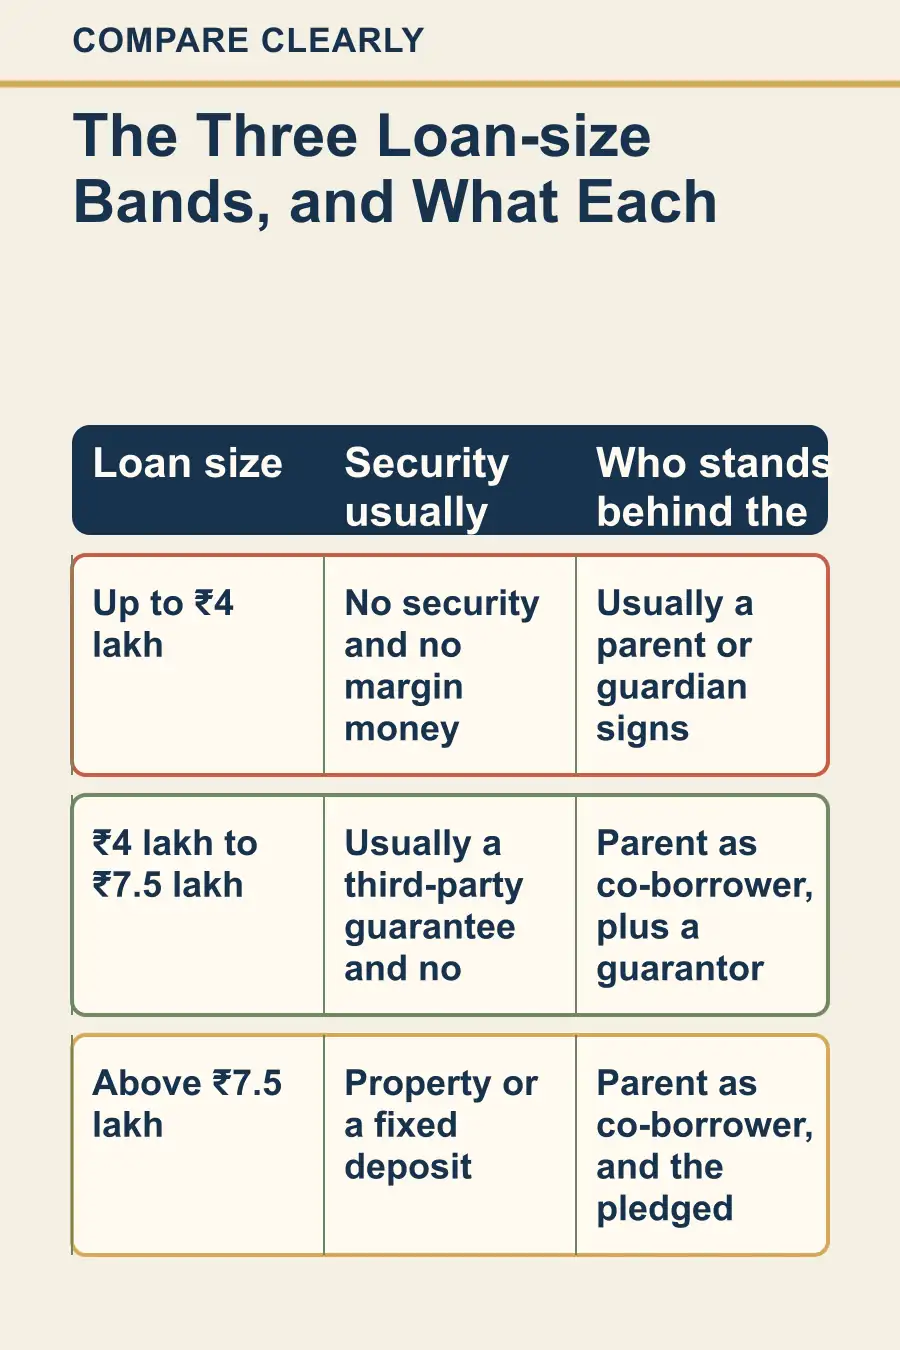 COMPARE CLEARLY
The Three Loan-size
Bands, and What Each
Loan size
Security
usually
Who stands
behind the
Up to ₹4
lakh
No security
and no
margin
money
Usually a
parent or
guardian
signs
₹4 lakh to
₹7.5 lakh
Usually a
third-party
guarantee
and no
Parent as
co-borrower,
plus a
guarantor
Above ₹7.5
lakh
Property or
a fixed
deposit
Parent as
co-borrower,
and the
pledged